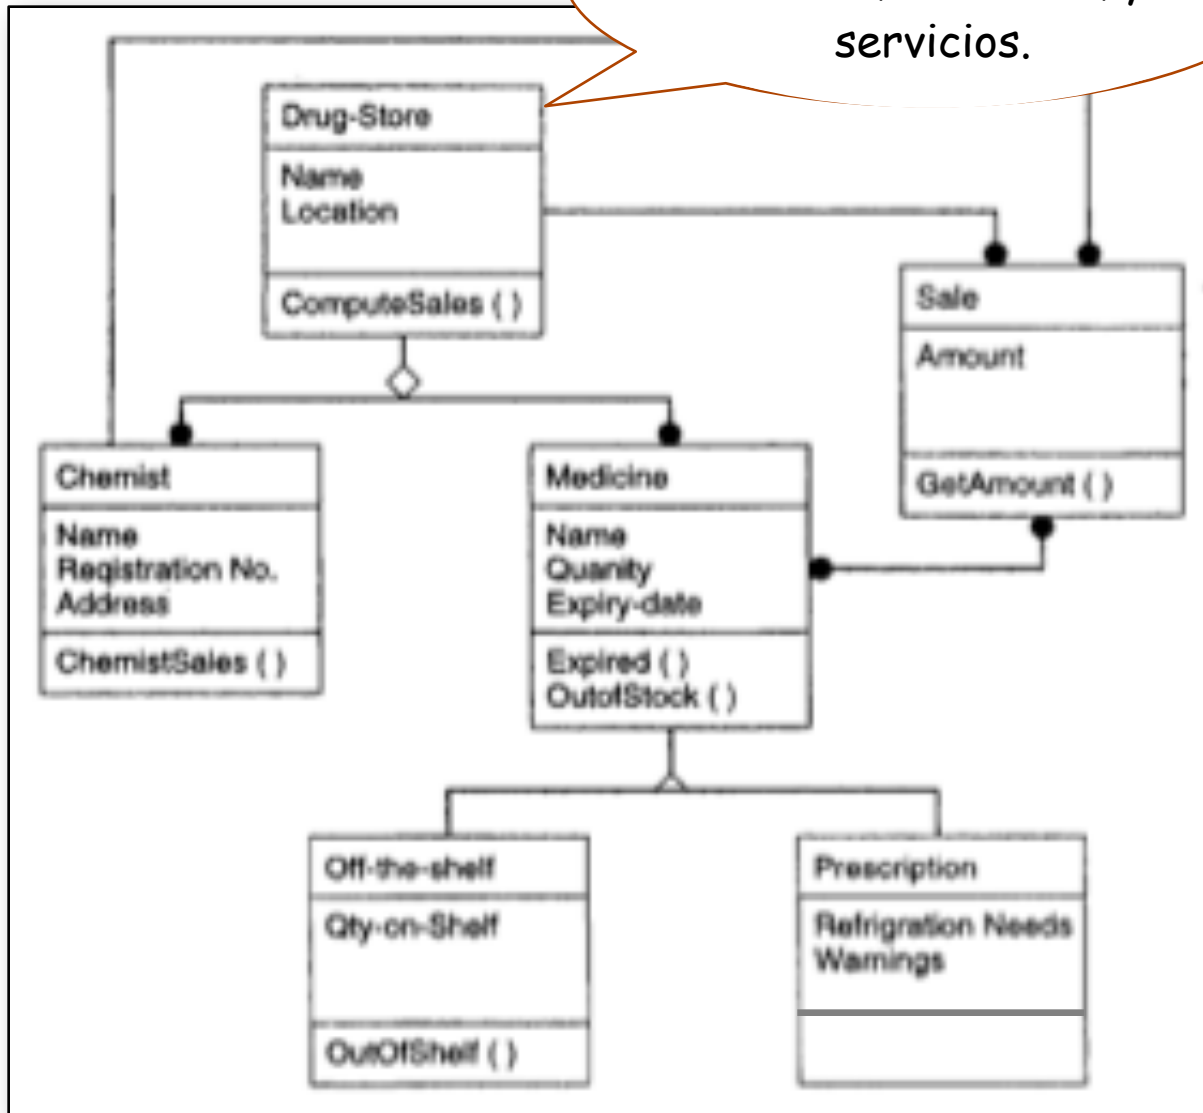 servicios.
Drug-Store
Name
Location
ComputeSales ( )
Sale
Amount
GetAmount ( )
Chemist
Name
Registration No.
Address
ChemistSales ( )
Medicine
Name
Quanity
Expiry-date
Expired ( )
OutofStock ( )
Off-the-shelf
Qty-on-Shelf
OutOfShelf ( )
Prescription
Refrigration Needs
Warnings